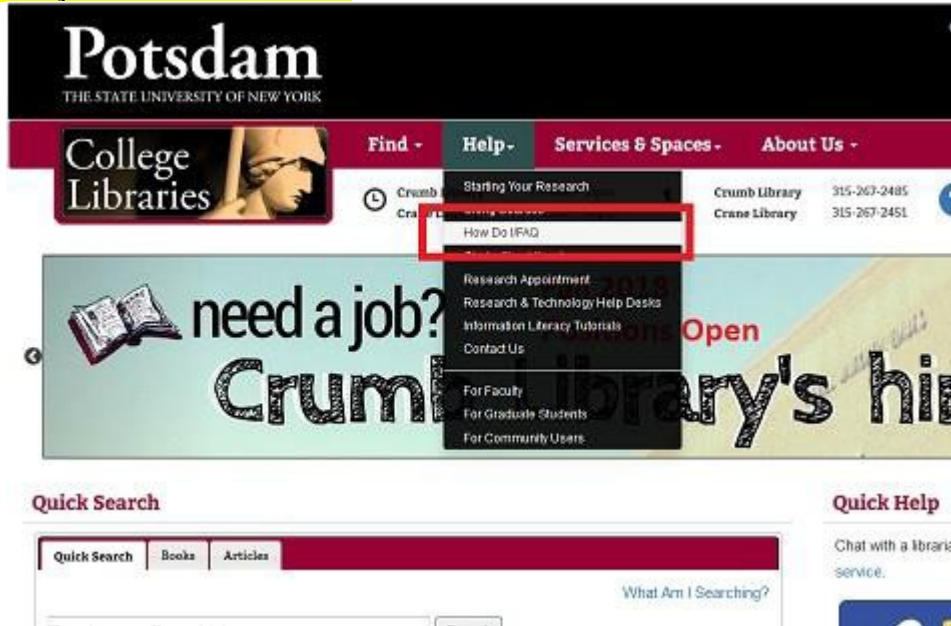 Potsdam
THE STATE UNIVERSITY OF NEW YORK
College
Libraries
Find
Help
Services & Spaces
About Us
Starting Your Research
How Do I/FAQ
Research Appointment
Research & Technology Help Desks
Information Literacy Tutorials
Contact Us
For Faculty
For Graduate Students
For Community Users
Crumb
Crumb Library 315-267-2485
Crane Library 315-267-2451
need a job? 2018
Open
Crumb Library's
Quick Search
Quick Search Books Articles
What Am I Searching?
Quick Help
Chat with a
service.